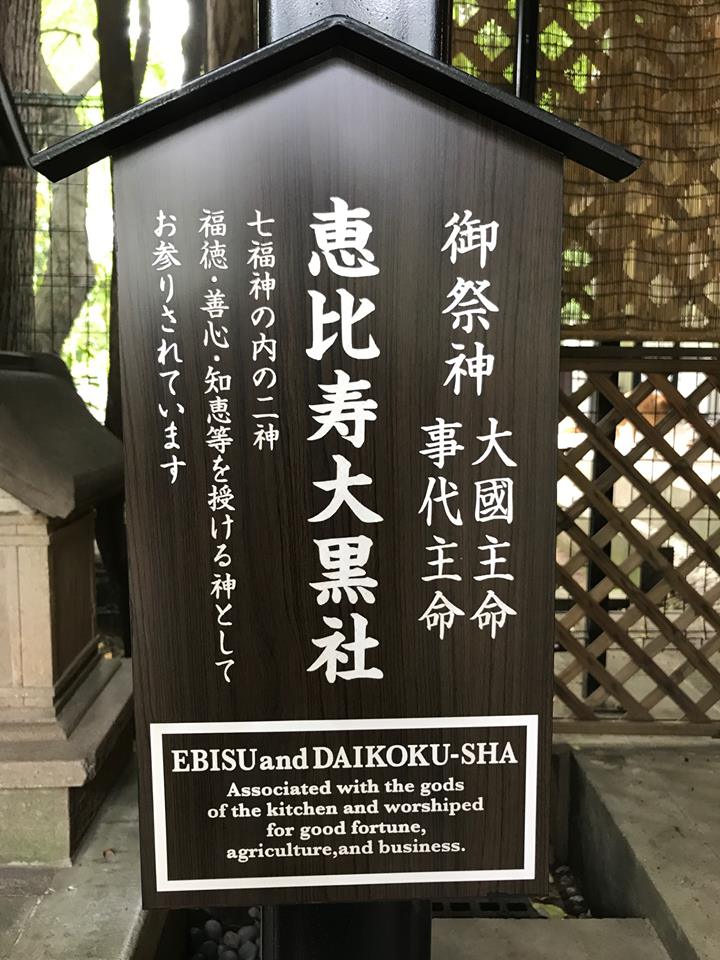 御祭神
大國主命
事代主命
恵比寿大黒社
七福神の内の二神
福徳・善心・知恵等を授ける神として
お参りされています
EBISU and DAIKOKU-SHA
Associated with the gods
of the kitchen and worshiped
for good fortune,
agriculture,and business.